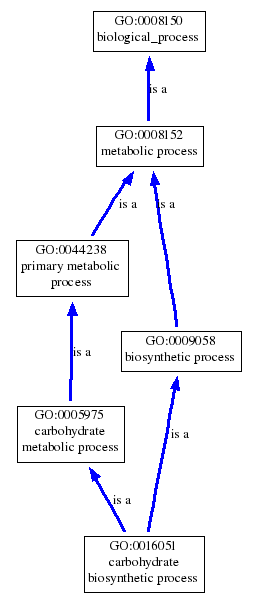 GO:0008150
biological_process
is a
GO:0008152
metabolic process
is a
is a
GO:0044238
primary metabolic
process
GO:0009058
biosynthetic process
is a
GO:0005975
carbohydrate
metabolic process
is a
is a
GO:0016051
carbohydrate
biosynthetic process